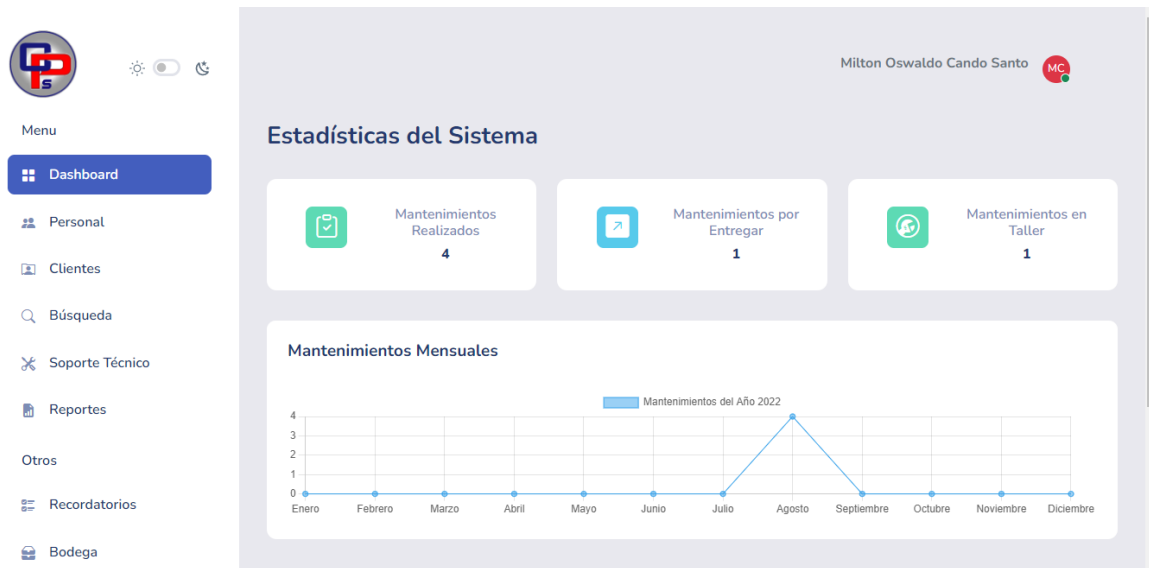 CPs
Milton Oswaldo Cando Santo
MC
Menu
Dashboard
Personal
Clientes
Búsqueda
Soporte Técnico
Reportes
Otros
Recordatorios
Bodega
Estadísticas del Sistema
Mantenimientos
Realizados
4
Mantenimientos por
Entregar
1
Mantenimientos en
Taller
1
Mantenimientos Mensuales
Mantenimientos del Año 2022
4
3
2
1
0
Enero Febrero Marzo Abril Mayo Junio Julio Agosto Septiembre Octubre Noviembre Diciembre